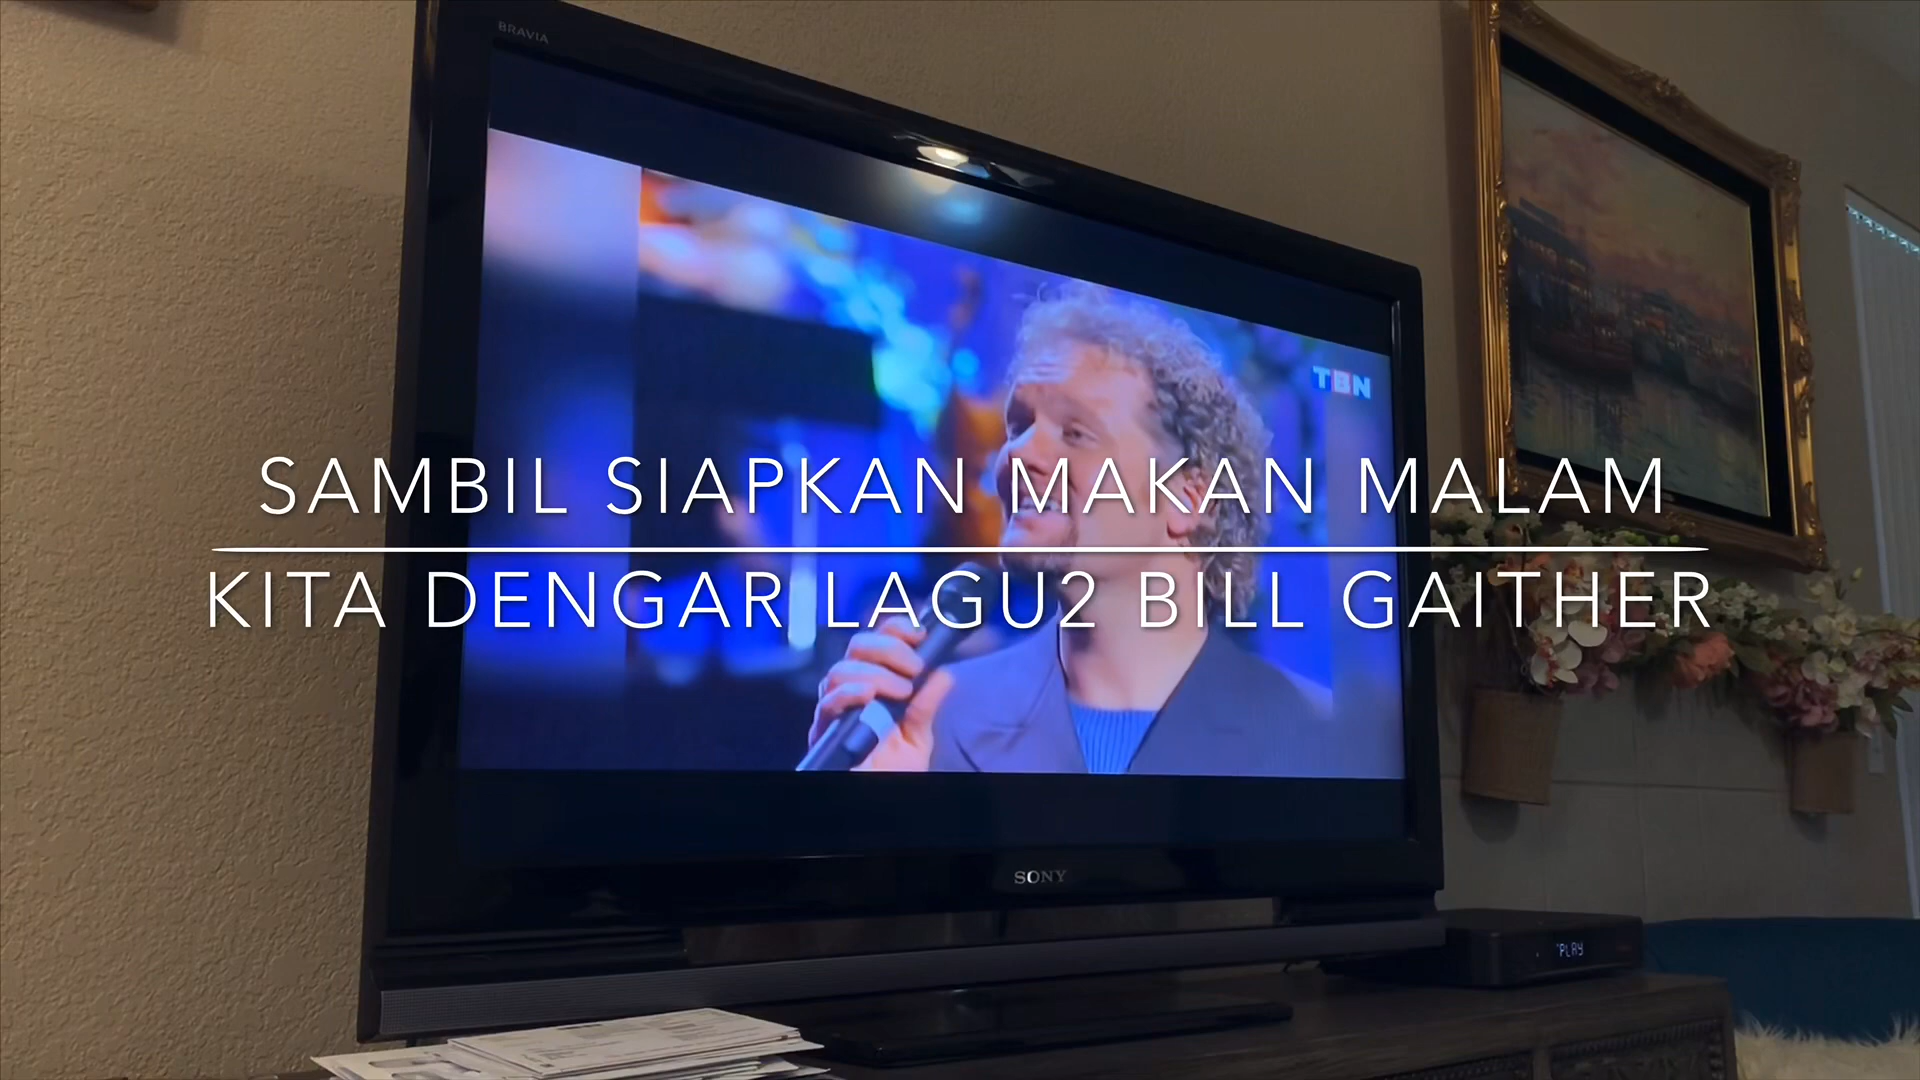 BRAVIA
TBN
SAMBIL SIAPKAN MAKAN MALAM
KITA DENGAR LAGU2 BILL GAITHER
SONY
PLAY